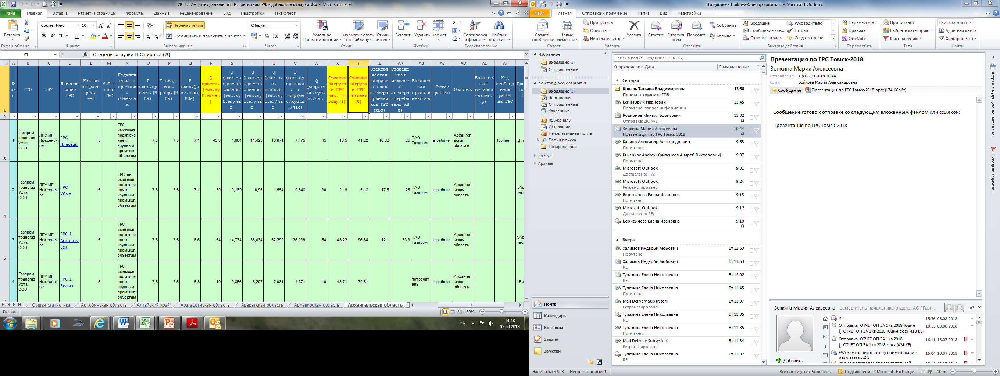 ИСТС Инфотех данные по ГРС регионам РФ - добавлять вкладки.xlsx - Microsoft Excel
Файл Главная Вставка Разметка страницы Формулы Данные Рецензирование Вид Надстройки Техэксперт
Вставить
Courier New 10
Ж К Ч
Перенос текста
Объединить и поместить в центре
Общий
% 000
Условное форматирование
Форматировать как таблицу
Стили ячеек
Вставить Удалить Формат
Сортировка и фильтр
Найти и выделить
Буфер обмена Шрифт Выравнивание Число Стили Ячейки Редактирование
Y1 fx Степень загрузки ГРС пиковая(%)
A B C D L M N O P Q R S T U V W X Y Z AA AB AC AD AE AF
1
№ п/п
ГТО
ЛПУ
Наименование ГРС
Кол-во операторов, чел
Мобильная ГРС
Подключение к промышл. объектам
P вход.проект.(МПа)
P вход.max.разр.(МПа)
P вход.факт.max(МПа)
Q проект.(тыс.куб.м/час)
Q факт.среднечас.летняя(тыс.куб.м./час)
Q факт.среднечас.зимняя(тыс.куб.м./час)
Q факт.зим.пиковая(тыс.куб.м./час)
Q факт.среднечас. по году(тыс.куб.м./час)
Q разр.(тыс.куб.м./час)
Степень загрузки ГРС час. по году(%)
Степень загрузки ГРС пиковая(%)
Электрическая нагрузка всех электроприемников ГРС(кВт)
Разрешенная мощность электропотребления(кВт)
Балансовая принадлежность
Режим работы
Область
Балансовая стоимость(тыс.р)
Код необходимых работ на ГРС
2
3 1 Газпром трансгаз Ухта, ООО ЛПУ МГ Нюксенское ГРС Плесецк 5 ГРС, имеющая подключение к крупным промышл. объектам 7,5 7,5 7,1 45,3 1,904 11,423 18,671 7,475 45 16,5 41,22 16,82 25 ПАО Газпром в работе Архангельская область Прочие г.Пл
4 2 Газпром трансгаз Ухта, ООО ЛПУ МГ Нюксенское ГРС Уйма 5 ГРС, не имеющая подключения к крупным промышл. объектам 7,5 7,5 7,1 30 0,169 0,95 1,554 0,648 30 2,16 5,18 17,5 25 ПАО Газпром в работе Архангельская область
5 3 Газпром трансгаз Ухта, ООО ЛПУ МГ Нюксенское ГРС-1 Архангельск 5 ГРС, имеющая подключение к крупным промышл. объектам 7,5 7,5 6,6 54 14,734 36,034 52,292 26,039 54 48,22 96,84 12,1 33,3 ПАО Газпром в работе Архангельская область
6 4 Газпром трансгаз Ухта, ООО ЛПУ МГ Нюксенское ГРС-1 Вельск 5 ГРС, имеющая подключение к крупным промышл. объектам 7,5 7,5 6,8 10 2,856 6,207 7,081 4,371 10 43,71 70,81 потребитель в работе Архангельская область г.Ве
Общая статистика Актюбинская область Алтайский край Арагацотнская область Араратская область Армавирская область Архангельская область
Готово 89%
RU 14:48
05.09.2018
Входящие - boikova@oeg.gazprom.ru - Microsoft Outlook
Файл Главная Отправка и получение Папка Вид Надстройки
Создать сообщение
Новые элементы
Пропустить
Очистка
Нежелательные
Удалить
Ответить Ответить всем Переслать
Собрание
Больше
Входящие Руководителю
Сообщение эле... Готово
Ответить и удал... Создать новое
Переместить
Правила
OneNote
Прочитано?
Выбрать категорию
К исполнению
Найти контакт
Адресная книга
Фильтр почты
Создать Удалить Ответить Быстрые действия Переместить Теги Найти
Избранное
Входящие (1)
Отправленные
boikova@oeg.gazprom.ru
Входящие (1)
Черновики
Отправленные
Удаленные
RSS-каналы
Исходящие
Нежелательная почта
Папки поиска
Поздравления
archive
Архивы
Почта
Календарь
Контакты
Задачи
Заметки
Поиск в папке "Входящие" (CTRL+У)
Упорядочение: Дата Сначала новые
Сегодня
Коваль Татьяна Владимировна 13:58
Приезд сотрудника ГПБ
Есин Юрий Иванович 11:45
Прочтено: запрос информации
Родионов Михаил Борисович 11:02
Отправка: ДС №2
Зенкина Мария Алексеевна 10:44
Презентация по ГРС Томск-2018
Карлов Александр Александрович 9:53
Прочтено:
Krivenkov Andrey (Кривенков Андрей Викторович) 9:37
Прочтено:
Microsoft Outlook 9:31
Доставлено: FW:
Microsoft Outlook 9:24
Ретранслировано:
Борисычева Елена Ивановна 9:13
Прочтено:
Microsoft Outlook 9:12
Доставлено: RE:
Борисычева Елена Ивановна 9:10
Вчера
Халимов Индарби Аюбович Вт 13:53
Прочтено:
Халимов Индарби Аюбович Вт 13:53
RE:
Тупахина Елена Николаевна Вт 12:02
RE:
Тупахина Елена Николаевна Вт 11:45
Прочтено:
Mail Delivery Subsystem Вт 11:37
Ретранслировано:
Тупахина Елена Николаевна Вт 11:35
RE:
Тупахина Елена Николаевна Вт 11:35
Прочтено:
Mail Delivery Subsystem Вт 11:34
Ретранслировано:
Тупахина Елена Николаевна Вт 11:32
RE:
Презентация по ГРС Томск-2018
Зенкина Мария Алексеевна
Отправлено: Ср 05.09.2018 10:44
Кому: Бойкова Мария Александровна
Сообщение Презентация по ГРС Томск-2018.pptx (174 Кбайт)
Сообщение готово к отправке со следующим вложенным файлом или ссылкой:
Презентация по ГРС Томск-2018
Зенкина Мария Алексеевна заместитель начальника отдела, АО "Газп...
Добавить
RE: 15:36 03.08.2018
Отправка: ОТЧЕТ ОП ЗА 1кв.2018 Юдин 10:55 03.08.2018
ОТЧЕТ ОП ЗА 1кв.2018 Юдин.docx (410 КБ)
Отправка: ОТЧЕТ ОП ЗА 1кв.2018 16:11 13.07.2018
ОТЧЕТ ОП ЗА 1кв.2018.docx (424 КБ)
FW: Замечания к отчету наименование результата 3.2.1 16:04 13.07.2018
Встреч в будущем не намечено.
Сегодня: Задач: 85
Элементы: 3 923 Непрочитанные: 1
Все папки уже обновлены. Подключение к Microsoft Exchange 100%